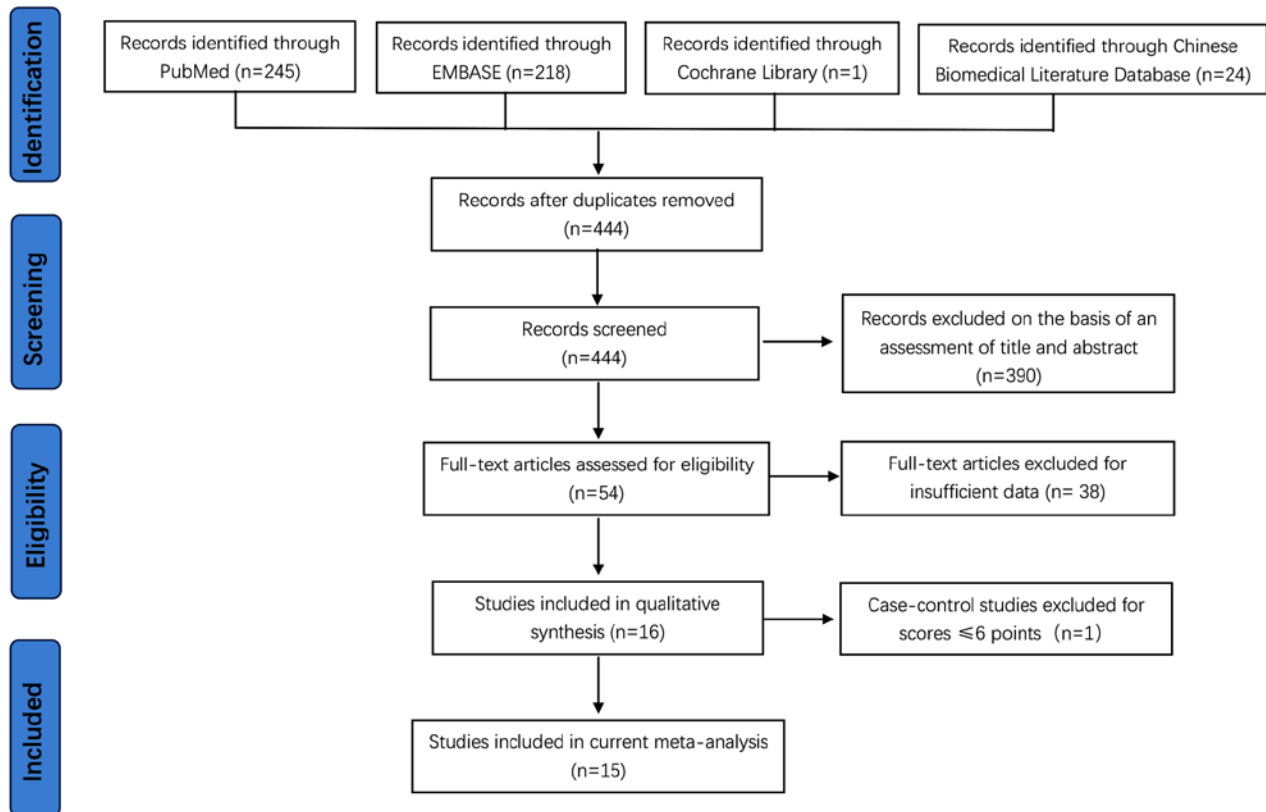 Identification
Records identified through
PubMed (n=245)
Records identified through
EMBASE (n=218)
Records identified through
Cochrane Library (n=1)
Records identified through Chinese
Biomedical Literature Database (n=24)
Records after duplicates removed
(n=444)
Screening
Records screened
(n=444)
Records excluded on the basis of an
assessment of title and abstract
(n=390)
Eligibility
Full-text articles assessed for eligibility
(n=54)
Full-text articles excluded for
insufficient data (n= 38)
Studies included in qualitative
synthesis (n=16)
Case-control studies excluded for
scores ≤6 points（n=1）
Included
Studies included in current meta-analysis
(n=15)